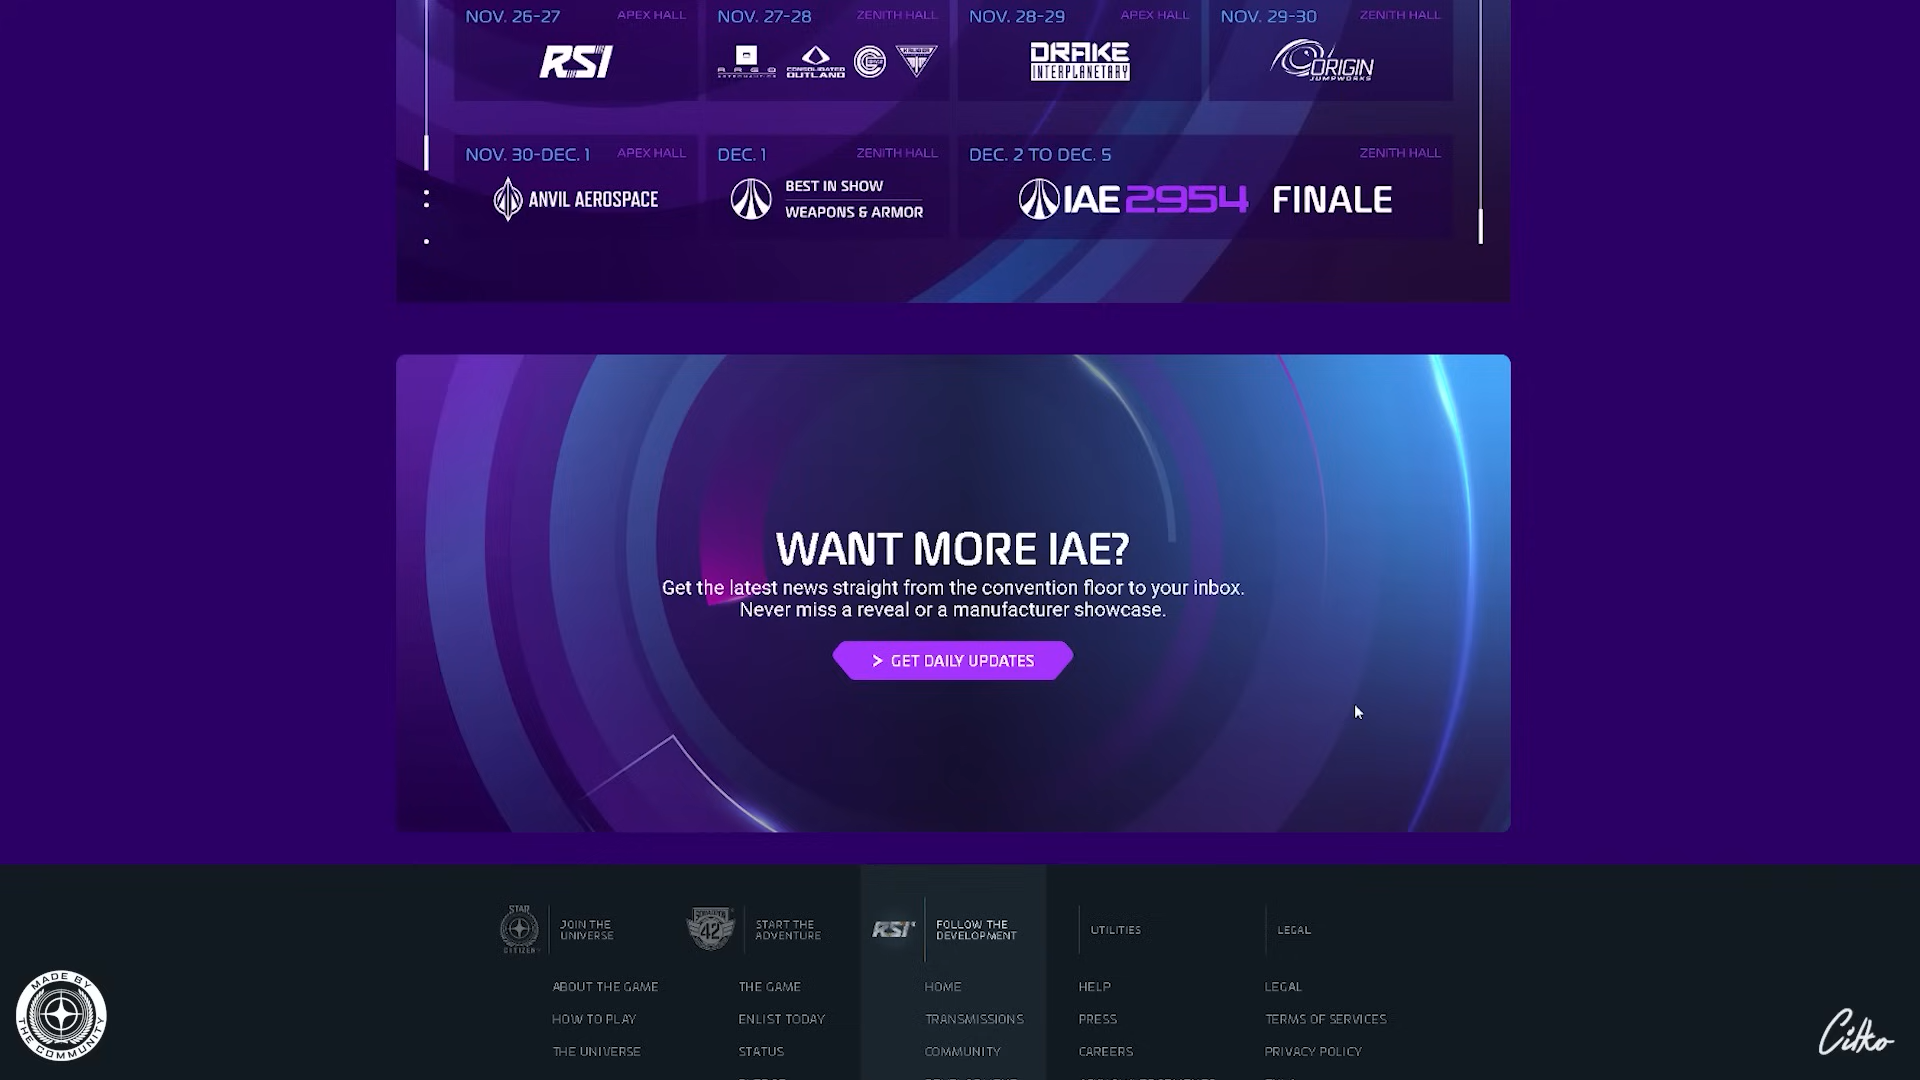 NOV. 26-27 APEX HALL
RSI
NOV. 27-28 ZENITH HALL
ARGO
CONSOLIDATED
OUTLAND
NOV. 28-29 APEX HALL
DRAKE
INTERPLANETARY
NOV. 29-30 ZENITH HALL
ORIGIN
JUMPWORKS
NOV. 30-DEC. 1 APEX HALL
ANVIL AEROSPACE
DEC. 1 ZENITH HALL
BEST IN SHOW
WEAPONS & ARMOR
DEC. 2 TO DEC. 5 ZENITH HALL
IAE 2954 FINALE
WANT MORE IAE?
Get the latest news straight from the convention floor to your inbox.
Never miss a reveal or a manufacturer showcase.
> GET DAILY UPDATES
STAR
CITIZEN
JOIN THE
UNIVERSE
ABOUT THE GAME
HOW TO PLAY
THE UNIVERSE
SQUADRON
42
START THE
ADVENTURE
THE GAME
ENLIST TODAY
STATUS
RSI
FOLLOW THE
DEVELOPMENT
HOME
TRANSMISSIONS
COMMUNITY
UTILITIES
HELP
PRESS
CAREERS
LEGAL
LEGAL
TERMS OF SERVICES
PRIVACY POLICY
MADE BY
THE COMMUNITY